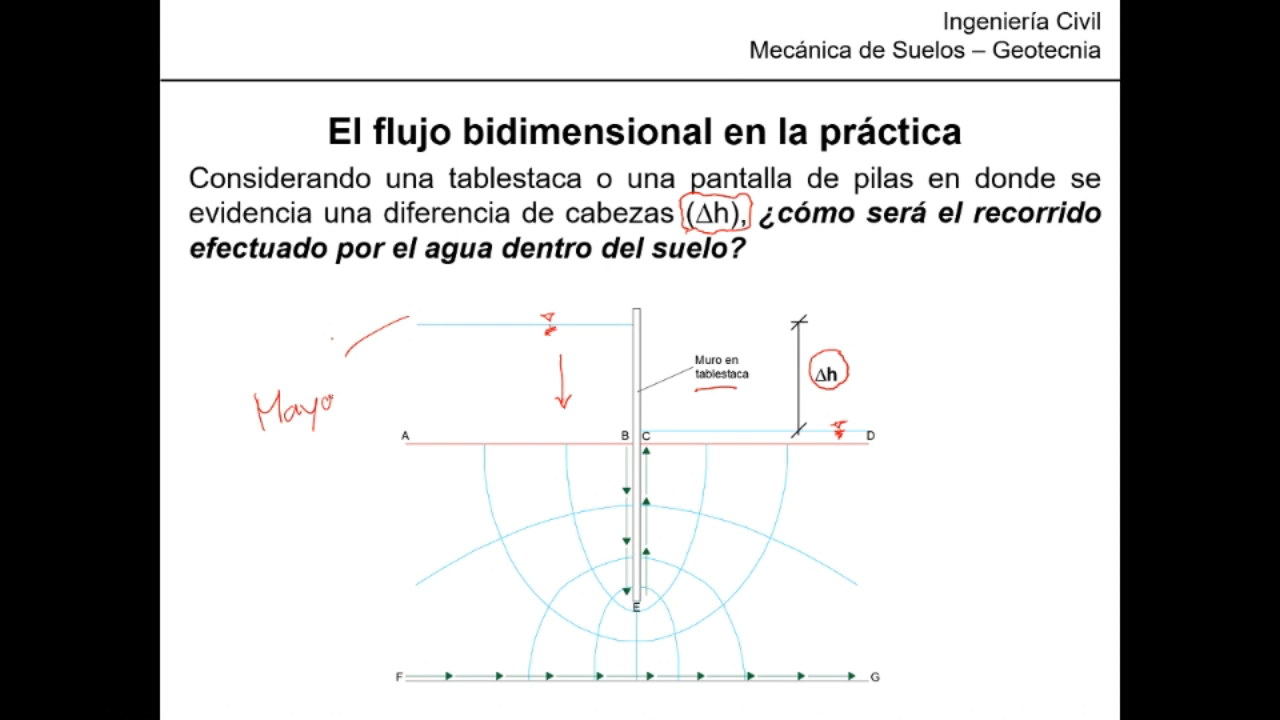 Ingeniería Civil
Mecánica de Suelos – Geotecnia
El flujo bidimensional en la práctica
Considerando una tablestaca o una pantalla de pilas en donde se
evidencia una diferencia de cabezas (Δh), ¿cómo será el recorrido
efectuado por el agua dentro del suelo?
Muro en
tablestaca
Δh
Mayo
A
B
C
D
E
F
G